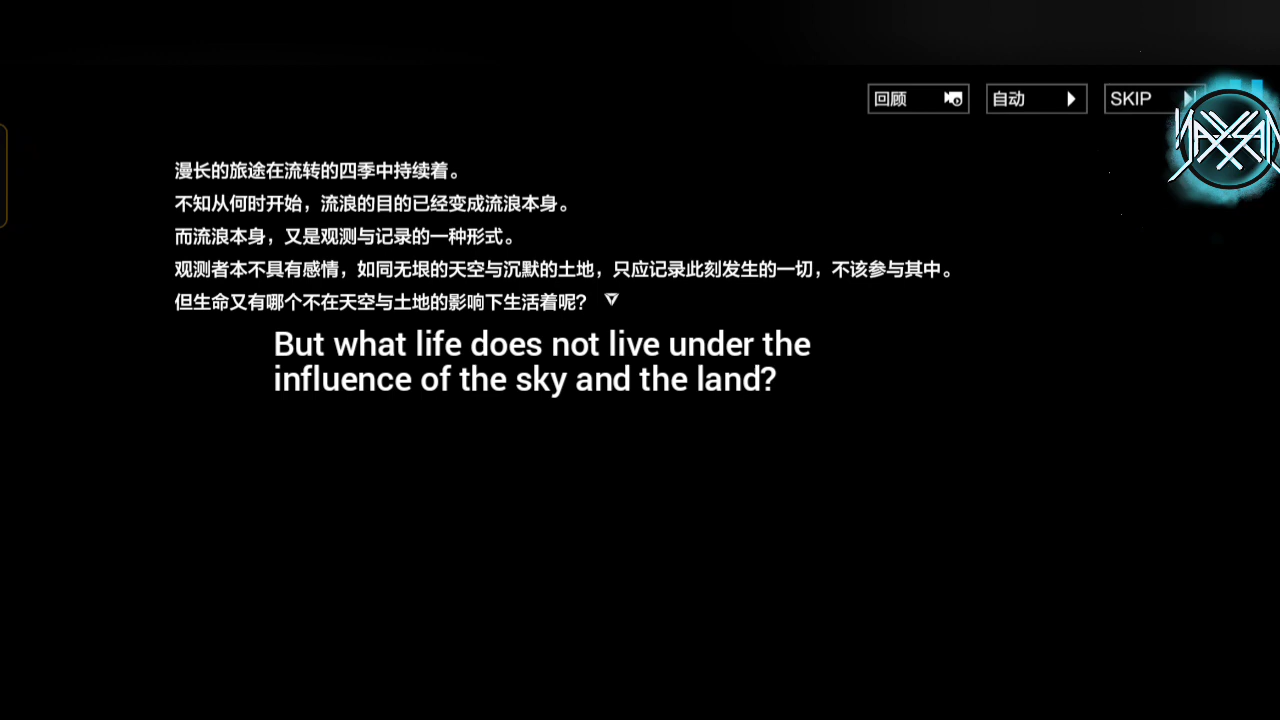 回顾
自动
SKIP
漫长的旅途在流转的四季中持续着。
不知从何时开始，流浪的目的已经变成流浪本身。
而流浪本身，又是观测与记录的一种形式。
观测者本不具有感情，如同无垠的天空与沉默的土地，只应记录此刻发生的一切，不该参与其中。
但生命又有哪个不在天空与土地的影响下生活着呢？
But what life does not live under the
influence of the sky and the land?